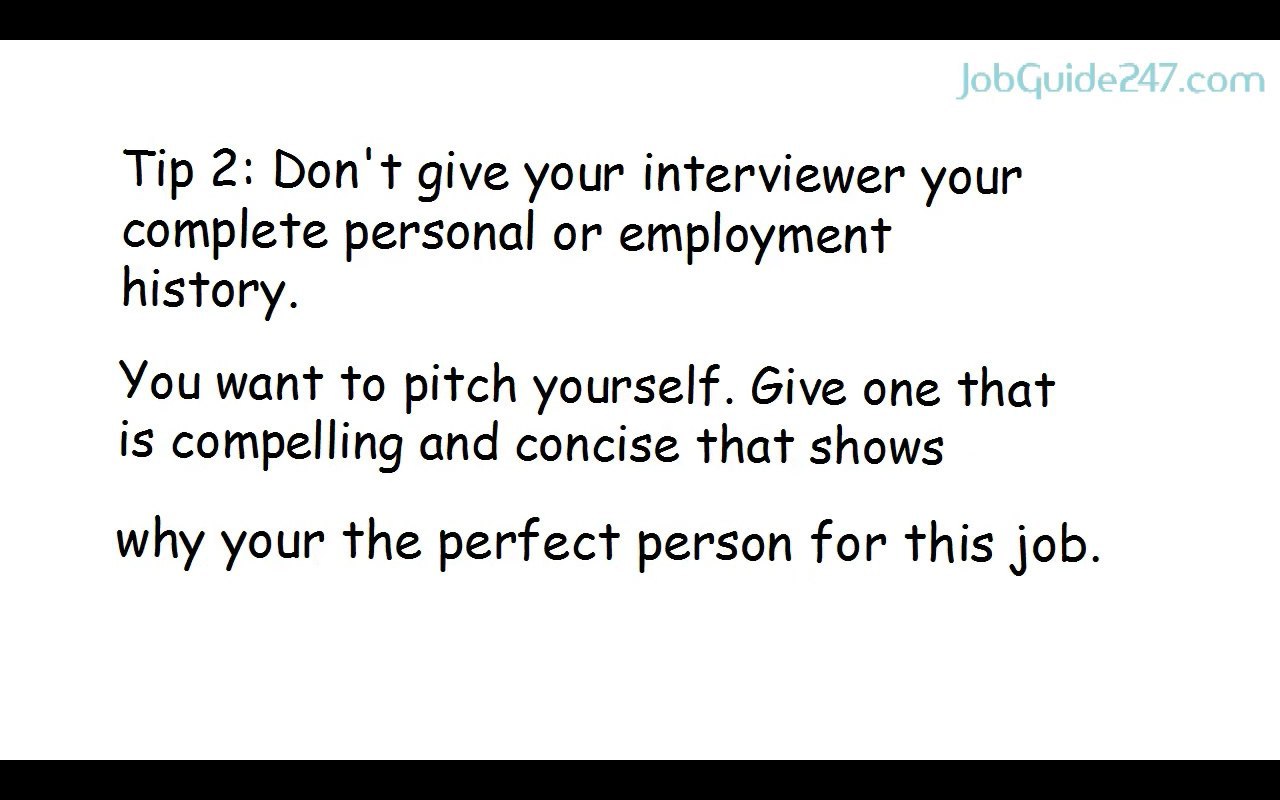 JobGuide247.com
Tip 2: Don't give your interviewer your
complete personal or employment
history.
You want to pitch yourself. Give one that
is compelling and concise that shows
why your the perfect person for this job.